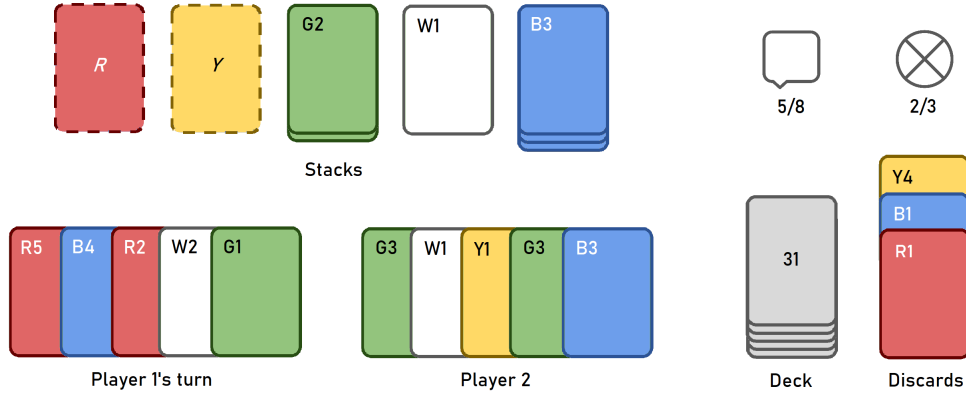 R Y G2 W1 B3
5/8 2/3
Stacks
Y4
B1
R1
31
R5 B4 R2 W2 G1
G3 W1 Y1 G3 B3
Player 1's turn Player 2 Deck Discards